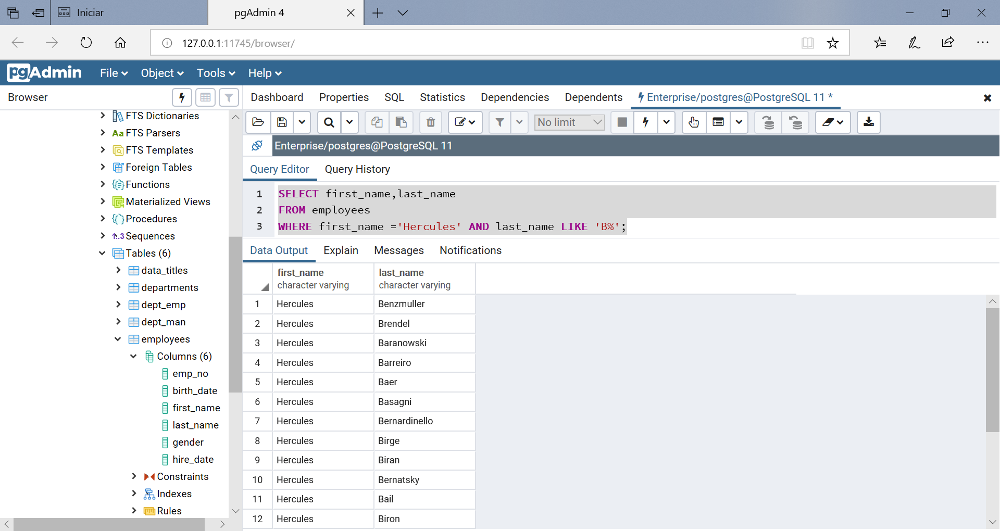 Iniciar
pgAdmin 4
127.0.0.1:11745/browser/
pgAdmin File Object Tools Help
Browser
Dashboard Properties SQL Statistics Dependencies Dependents Enterprise/postgres@PostgreSQL 11 *
FTS Dictionaries
Aa FTS Parsers
FTS Templates
Foreign Tables
Functions
Materialized Views
Procedures
1..3 Sequences
Tables (6)
data_titles
departments
dept_emp
dept_man
employees
Columns (6)
emp_no
birth_date
first_name
last_name
gender
hire_date
Constraints
Indexes
Rules
No limit
Enterprise/postgres@PostgreSQL 11
Query Editor Query History
1 SELECT first_name,last_name
2 FROM employees
3 WHERE first_name ='Hercules' AND last_name LIKE 'B%';
Data Output Explain Messages Notifications
first_name last_name
character varying character varying
1 Hercules Benzmuller
2 Hercules Brendel
3 Hercules Baranowski
4 Hercules Barreiro
5 Hercules Baer
6 Hercules Basagni
7 Hercules Bernardinello
8 Hercules Birge
9 Hercules Biran
10 Hercules Bernatsky
11 Hercules Bail
12 Hercules Biron